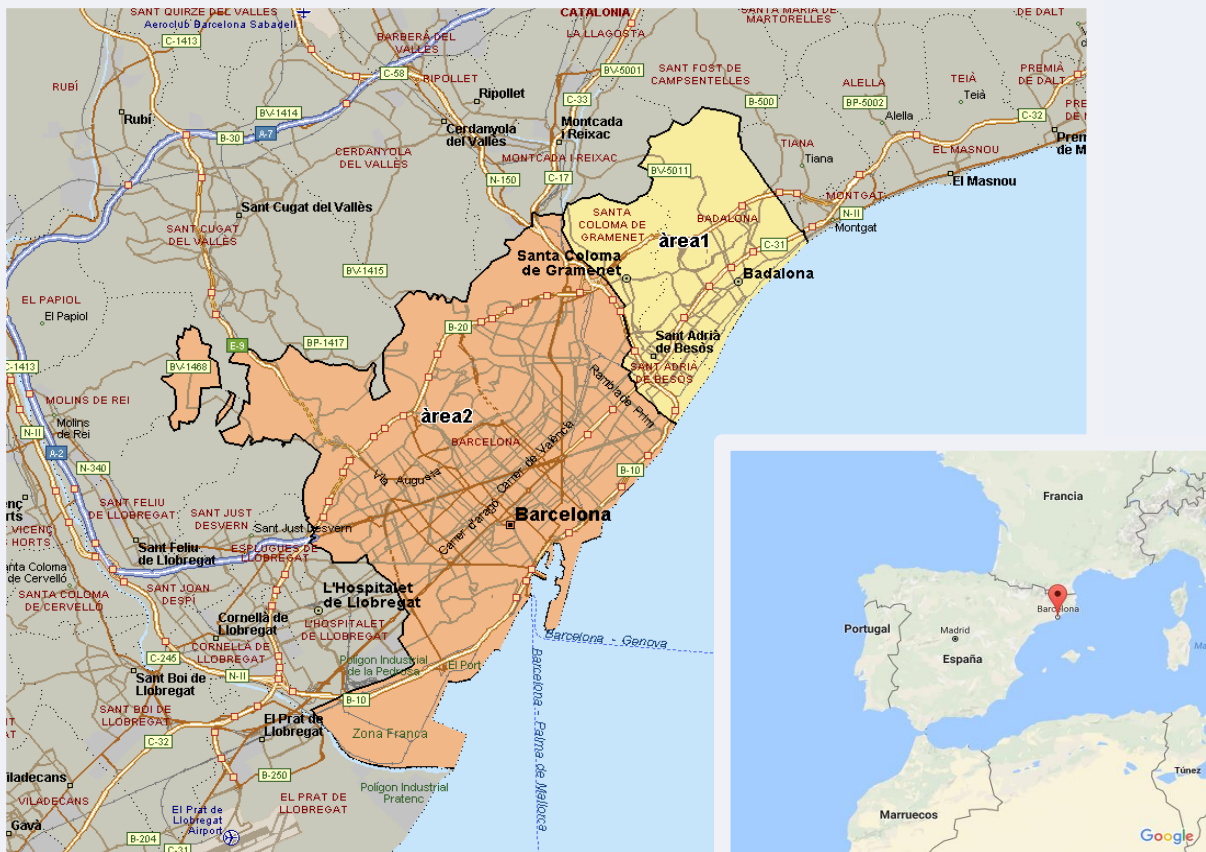 SANT QUIRZE DEL VALLÈS
Aeroclub Barcelona Sabadell
C-1413
CATALONIA
LA LLAGOSTA
SANTA MARIA DE
MARTORELLES
DE DALT
BARBERÀ DEL
VALLÈS
C-58
RIPOLLET
BV-5001
SANT FOST DE
CAMPSENTELLES
ALELLA
TEIÀ
PREMIÀ
DE DALT
RUBÍ
Rubí
BV-1414
A-7
B-30
Ripollet
C-33
B-500
BP-5002
Teià
Alella
C-32
Cerdanyola
del Vallès
Montcada
i Reixac
CERDANYOLA
DEL VALLÈS
MONTCADA I REIXAC
N-150
C-17
BV-5011
TIANA
Tiana
EL MASNOU
El Masnou
Sant Cugat del Vallès
SANT CUGAT
DEL VALLÈS
SANTA
COLOMA DE
GRAMENET
BADALONA
MONTGAT
N-II
Montgat
àrea1
C-31
Santa Coloma
de Gramenet
Badalona
BV-1415
EL PAPIOL
El Papiol
B-20
BP-1417
E-9
Sant Adrià
de Besòs
SANT ADRIÀ
DE BESÒS
C-1413
BV-1468
MOLINS DE REI
Molins
de Rei
N-II
A-2
N-340
àrea2
BARCELONA
Rambla de Prim
Carrer de València
Carrer d'aragó
Vía Augusta
B-10
Barcelona
SANT FELIU
DE LLOBREGAT
SANT JUST
DESVERN
Sant Just Desvern
Sant Feliu
de Llobregat
ESPLUGUES DE
LLOBREGAT
VICENÇ
S HORTS
SANTA COLOMA
DE CERVELLÓ
de Cervelló
SANT JOAN
DESPÍ
L'Hospitalet
de Llobregat
L'HOSPITALET
DE LLOBREGAT
Cornellà de
Llobregat
CORNELLÀ DE
LLOBREGAT
C-245
N-II
Sant Boi de
Llobregat
SANT BOI DE
LLOBREGAT
Polígon Industrial
de la Pedrosa
El Port
B-10
Zona Franca
El Prat de
Llobregat
C-32
B-250
EL PRAT DE
LLOBREGAT
Polígon Industrial
Pratenc
Viladecans
VILADECANS
Gavà
El Prat de
Llobregat
Airport
B-204
C-31
Barcelona - Genova
Barcelona - Palma de Mallorca
Francia
Barcelona
Portugal
Madrid
España
Marruecos
Túnez
Google